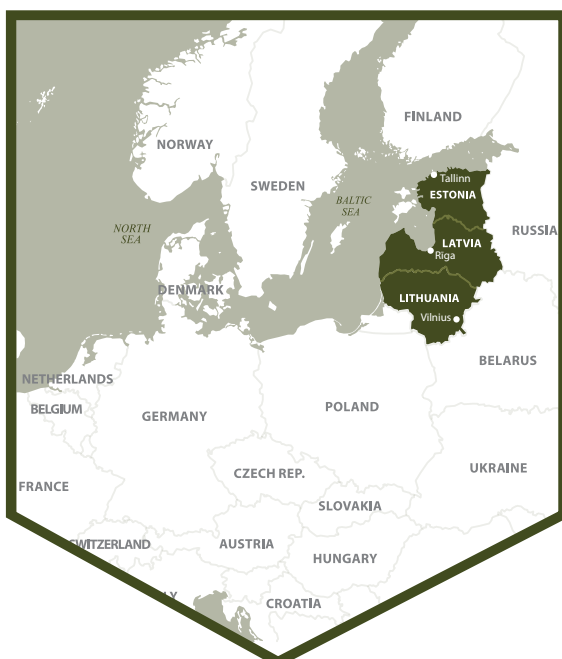 FINLAND
NORWAY
Tallinn
SWEDEN
ESTONIA
BALTIC
SEA
NORTH
SEA
RUSSIA
LATVIA
Riga
DENMARK
LITHUANIA
Vilnius
BELARUS
NETHERLANDS
BELGIUM
GERMANY
POLAND
UKRAINE
CZECH REP.
FRANCE
SLOVAKIA
SWITZERLAND
AUSTRIA
HUNGARY
CROATIA